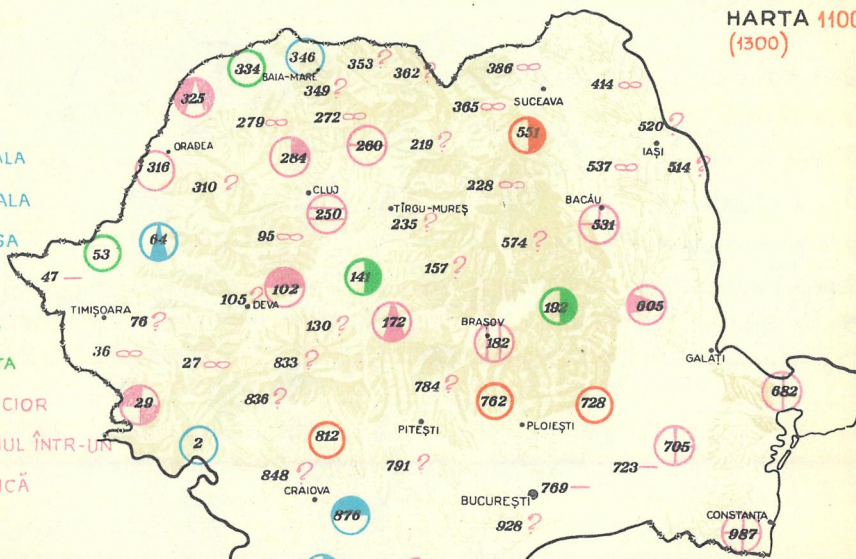 HARTA 1100
(1300)
346
353 ?
334
BAIA-MARE
362 ?
386 ∞
414 ∞
349 ?
325
SUCEAVA
365 ∞
279 ∞
272 ∞
520 ?
551
ORADEA
284
260
219 ?
IAȘI
ALA
316
537 ∞
514 ?
310 ?
228 ∞
CLUJ
BACĂU
ALA
250
TÎRGU-MUREȘ
235 ?
531
SA
64
95 ∞
574 ?
53
157 ?
47 —
141
102
105 ?
DEVA
192
605
TIMIȘOARA
76 ?
130 ?
172
BRAȘOV
182
36 ∞
GALAȚI
TA
27 ∞
833 ?
784 ?
682
CIOR
29
836 ?
762
728
PITEȘTI
PLOIEȘTI
UL ÎNTR-UN
2
812
705
791 ?
723 —
848 ?
ICĂ
CRAIOVA
769 —
BUCUREȘTI
876
928 ?
CONSTANȚA
987